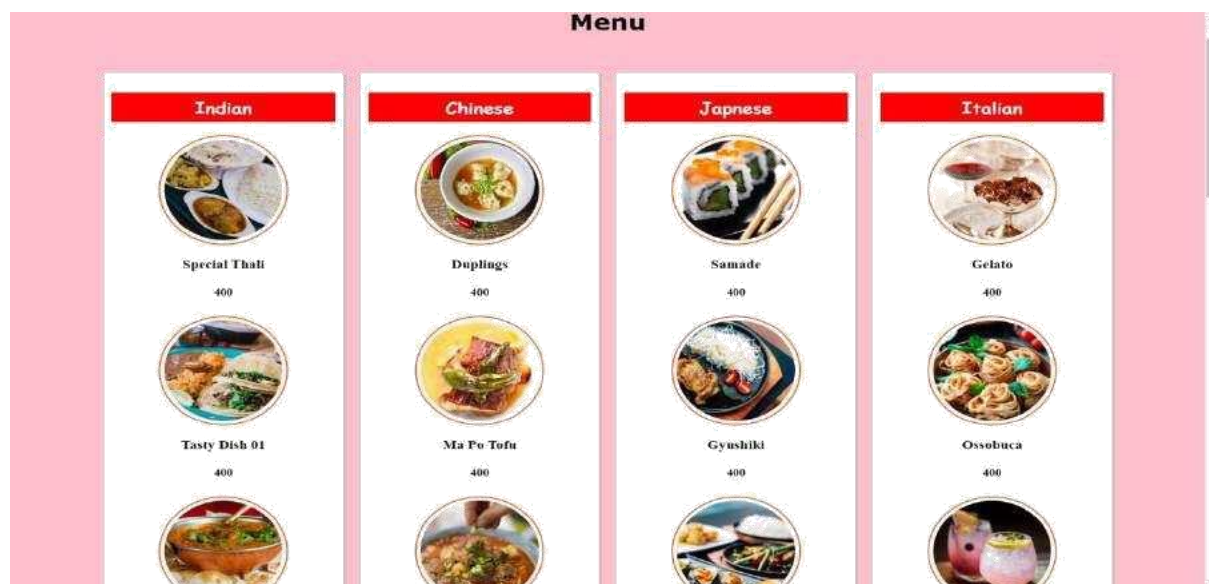 Menu
Indian
Chinese
Japnese
Italian
Special Thali
Duplings
Samade
Gelato
400
400
400
400
Tasty Dish 01
Ma Po Tofu
Gyushiki
Ossobuca
400
400
400
400